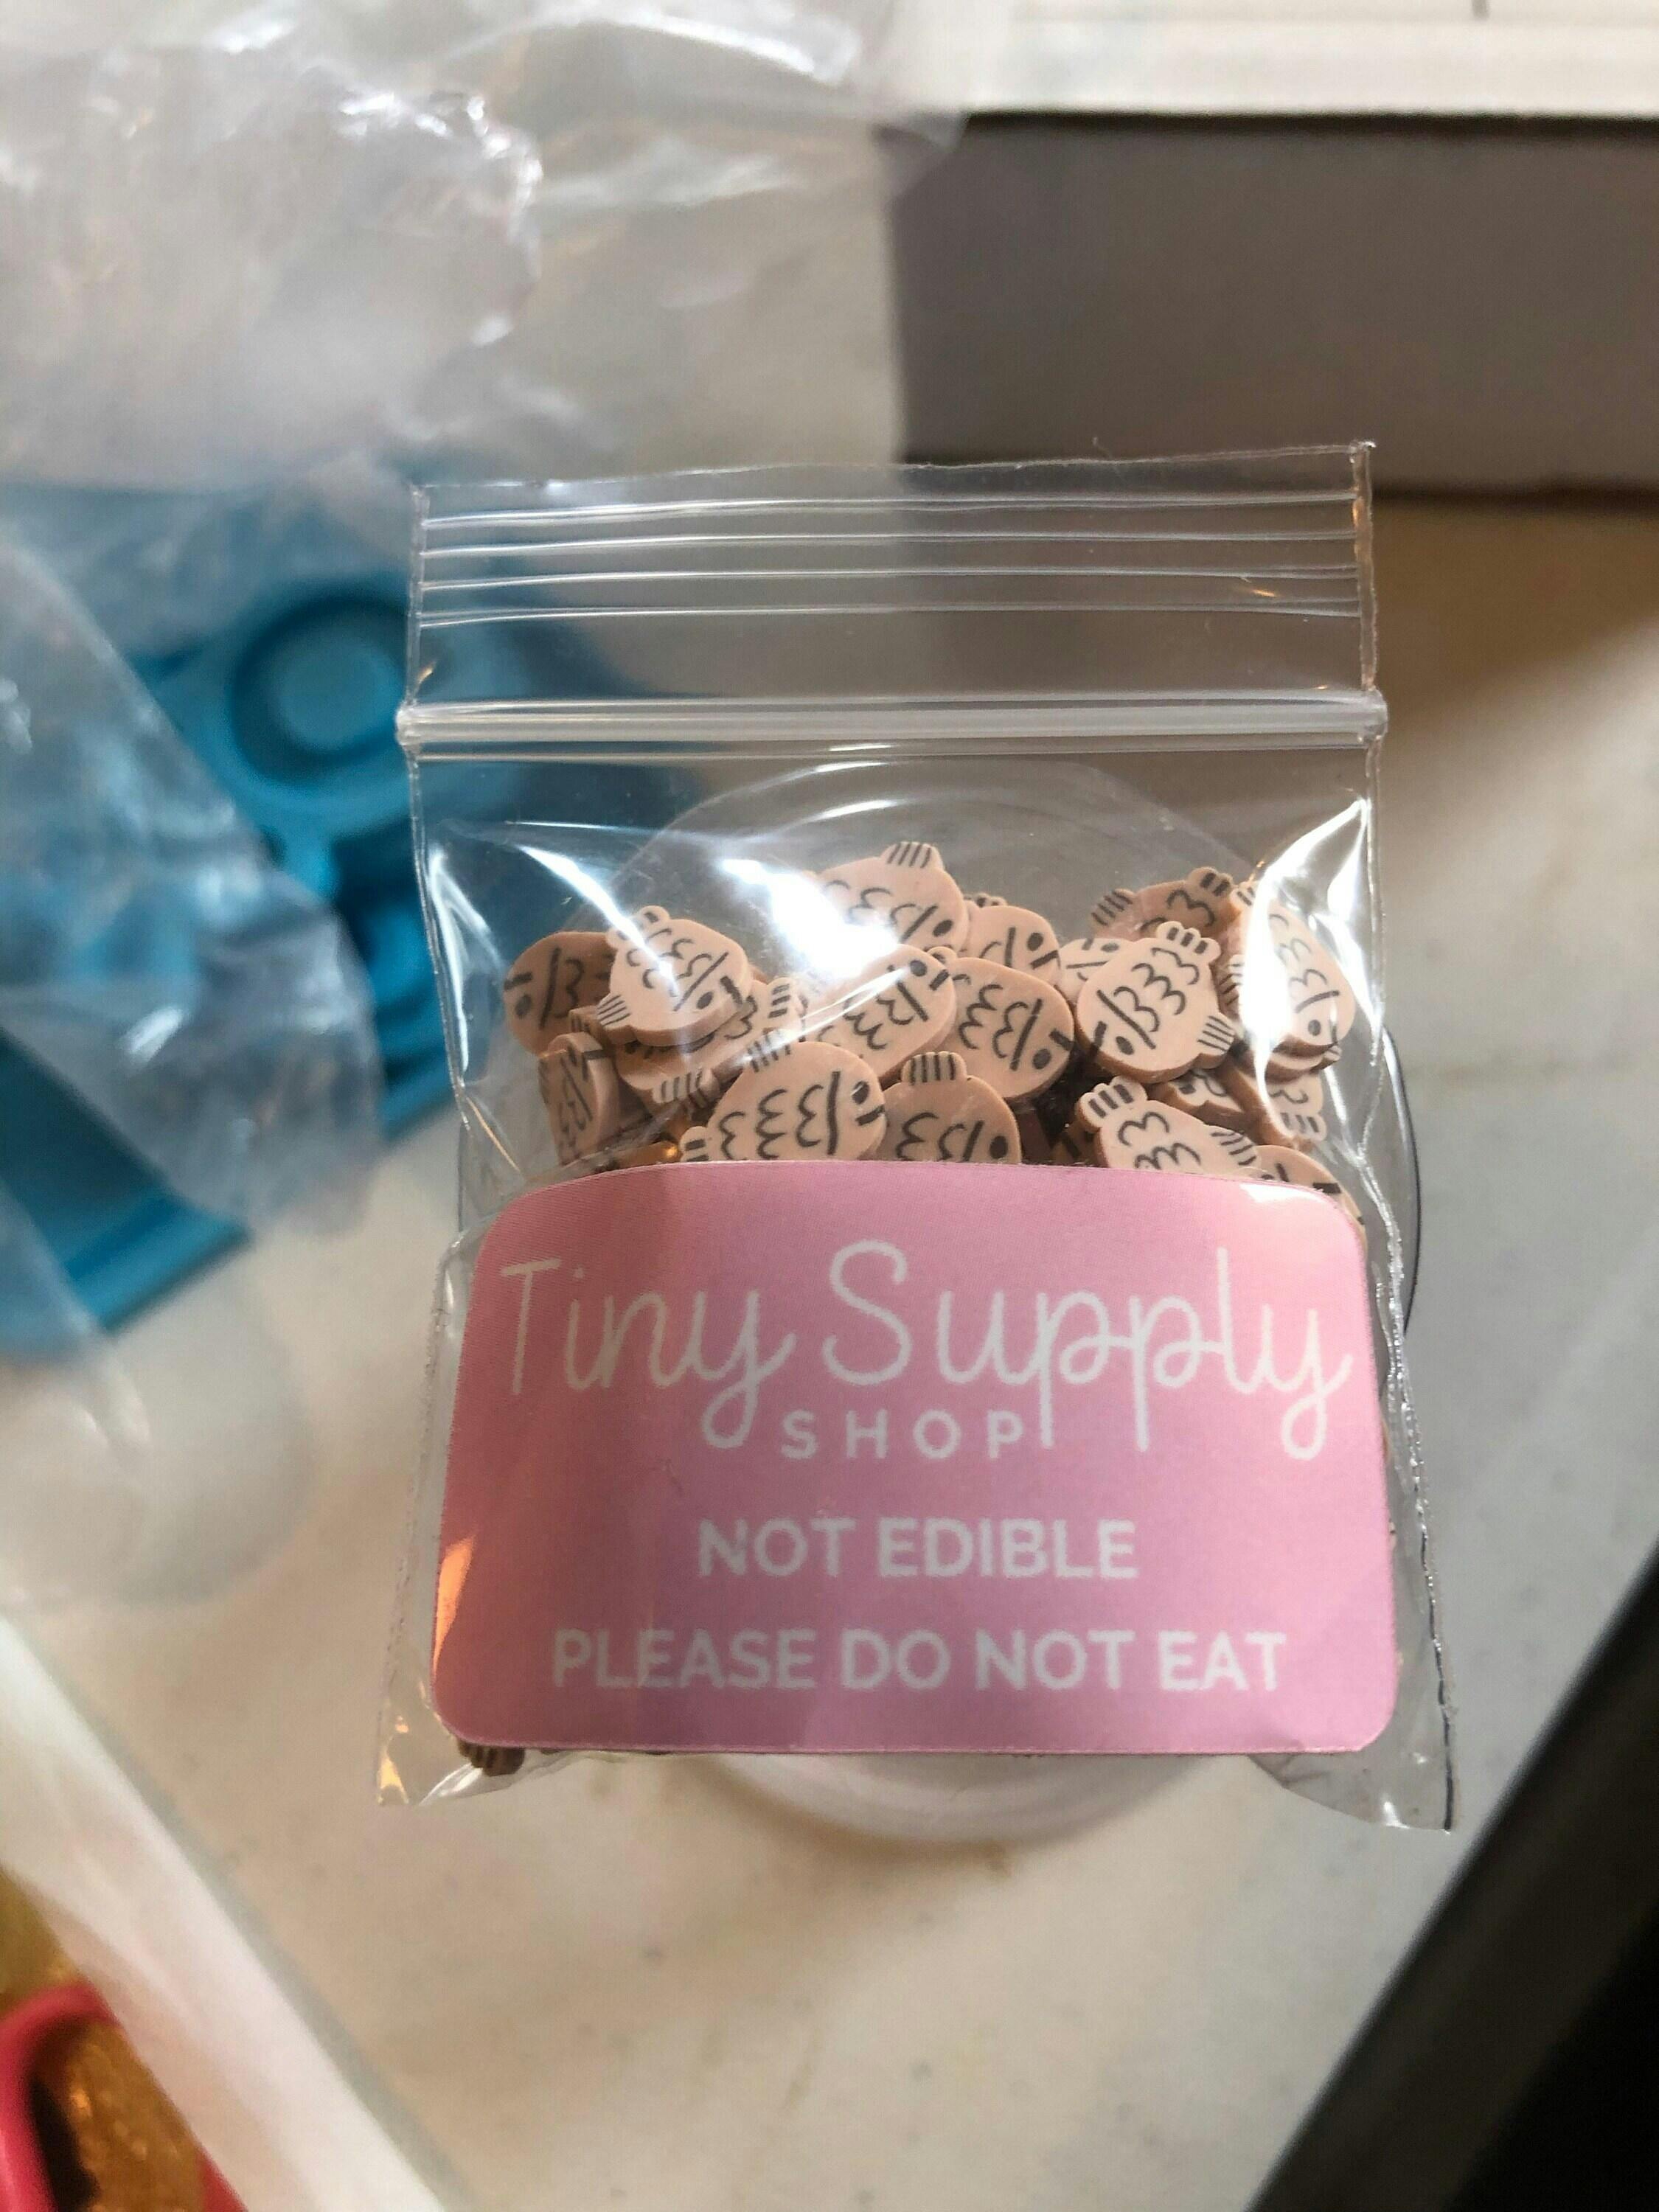 Tiny Supply
SHOP
NOT EDIBLE
PLEASE DO NOT EAT